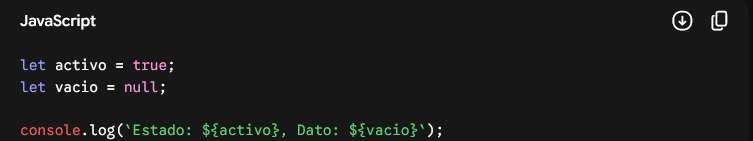 JavaScript
let activo = true;
let vacio = null;
console.log(`Estado: ${activo}, Dato: ${vacio}`);